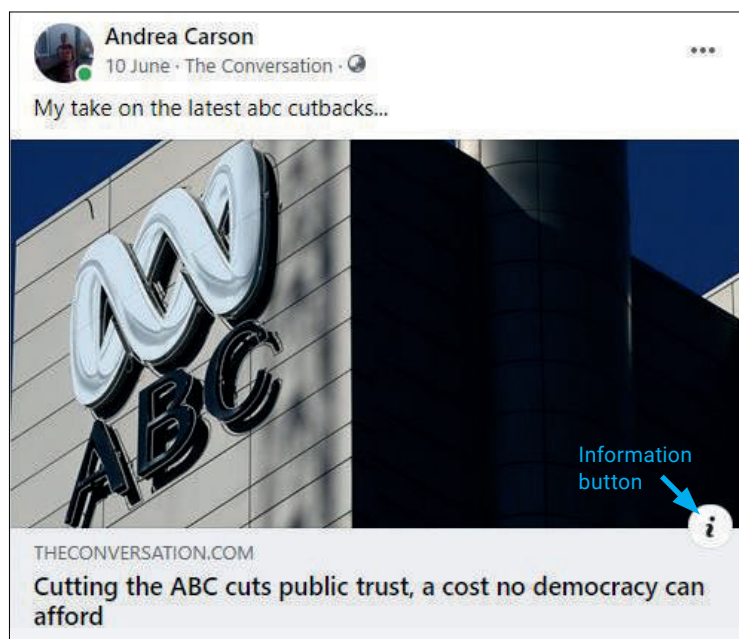 Andrea Carson
10 June · The Conversation ·
My take on the latest abc cutbacks...
ABC
Information
button
i
THECONVERSATION.COM
Cutting the ABC cuts public trust, a cost no democracy can
afford